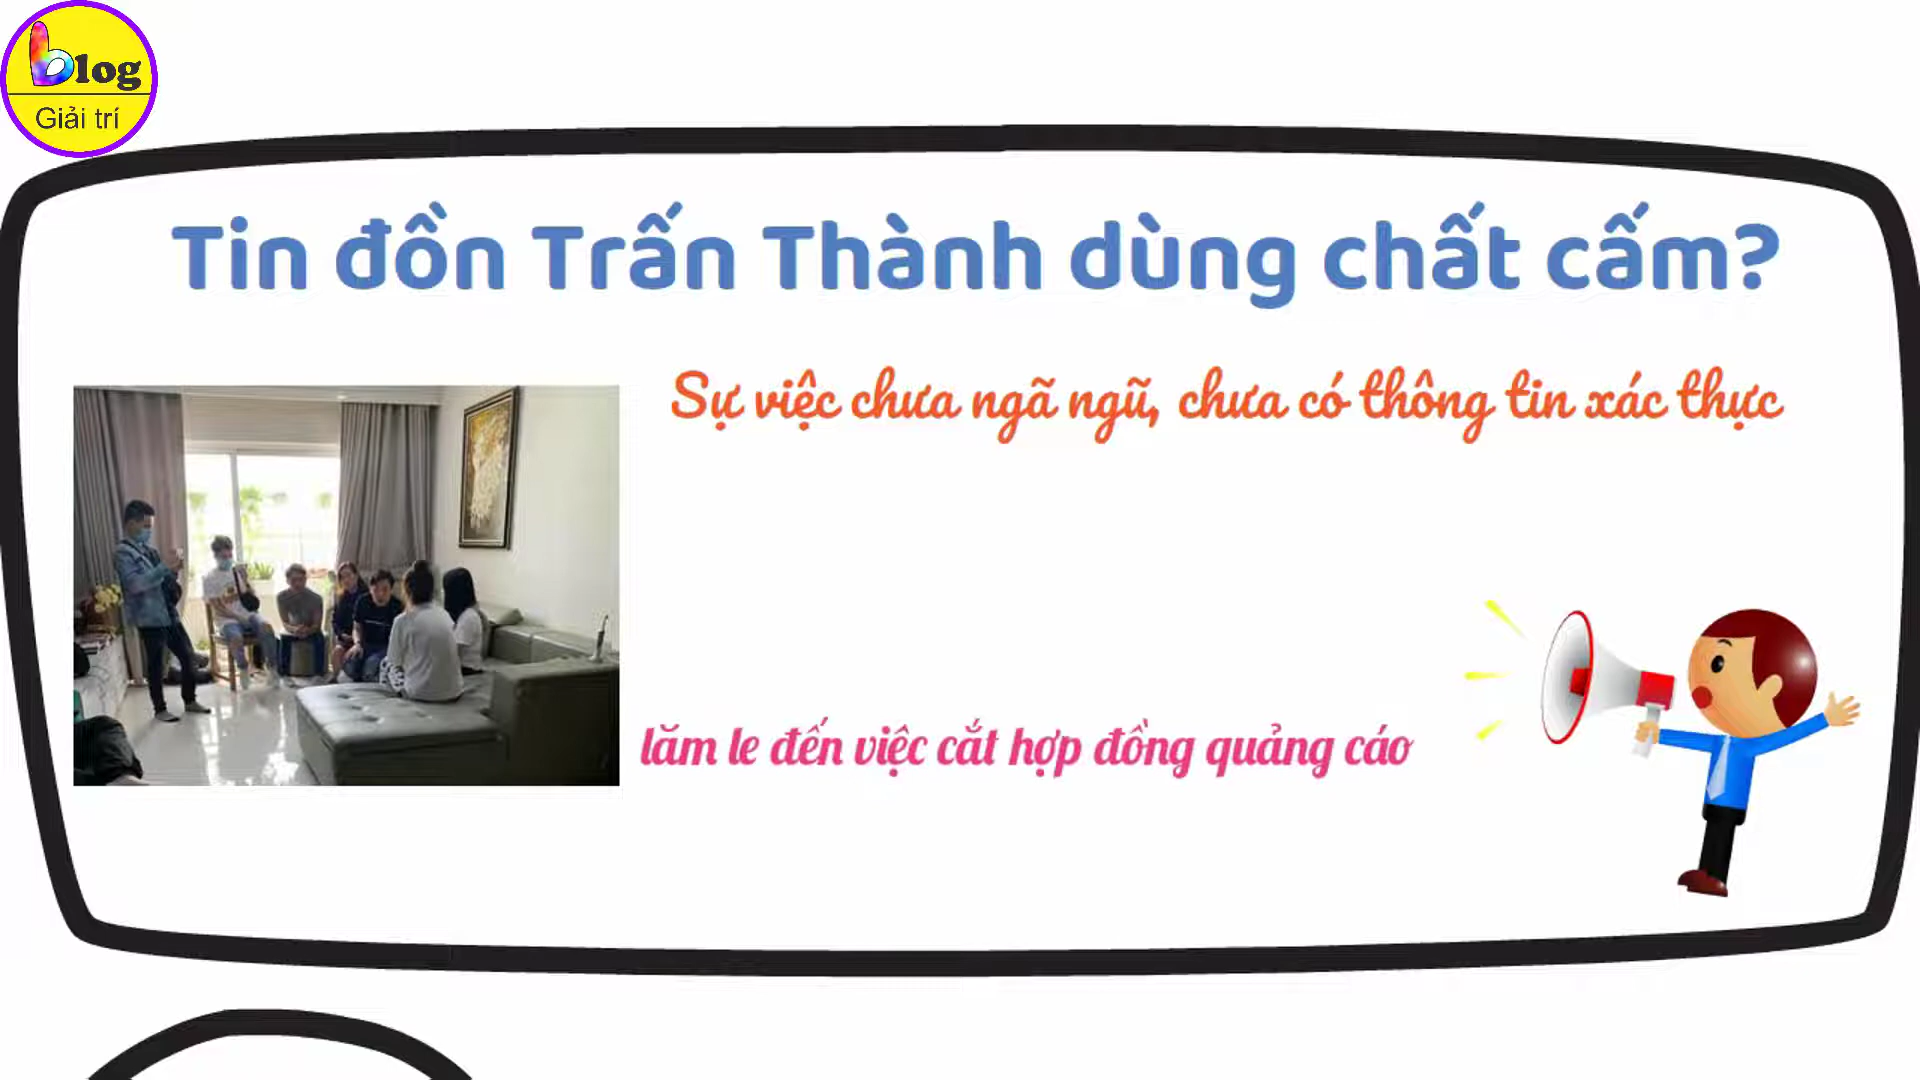 blog
Giải trí
Tin đồn Trấn Thành dùng chất cấm?
Sự việc chưa ngã ngũ, chưa có thông tin xác thực
lăm le đến việc cắt hợp đồng quảng cáo